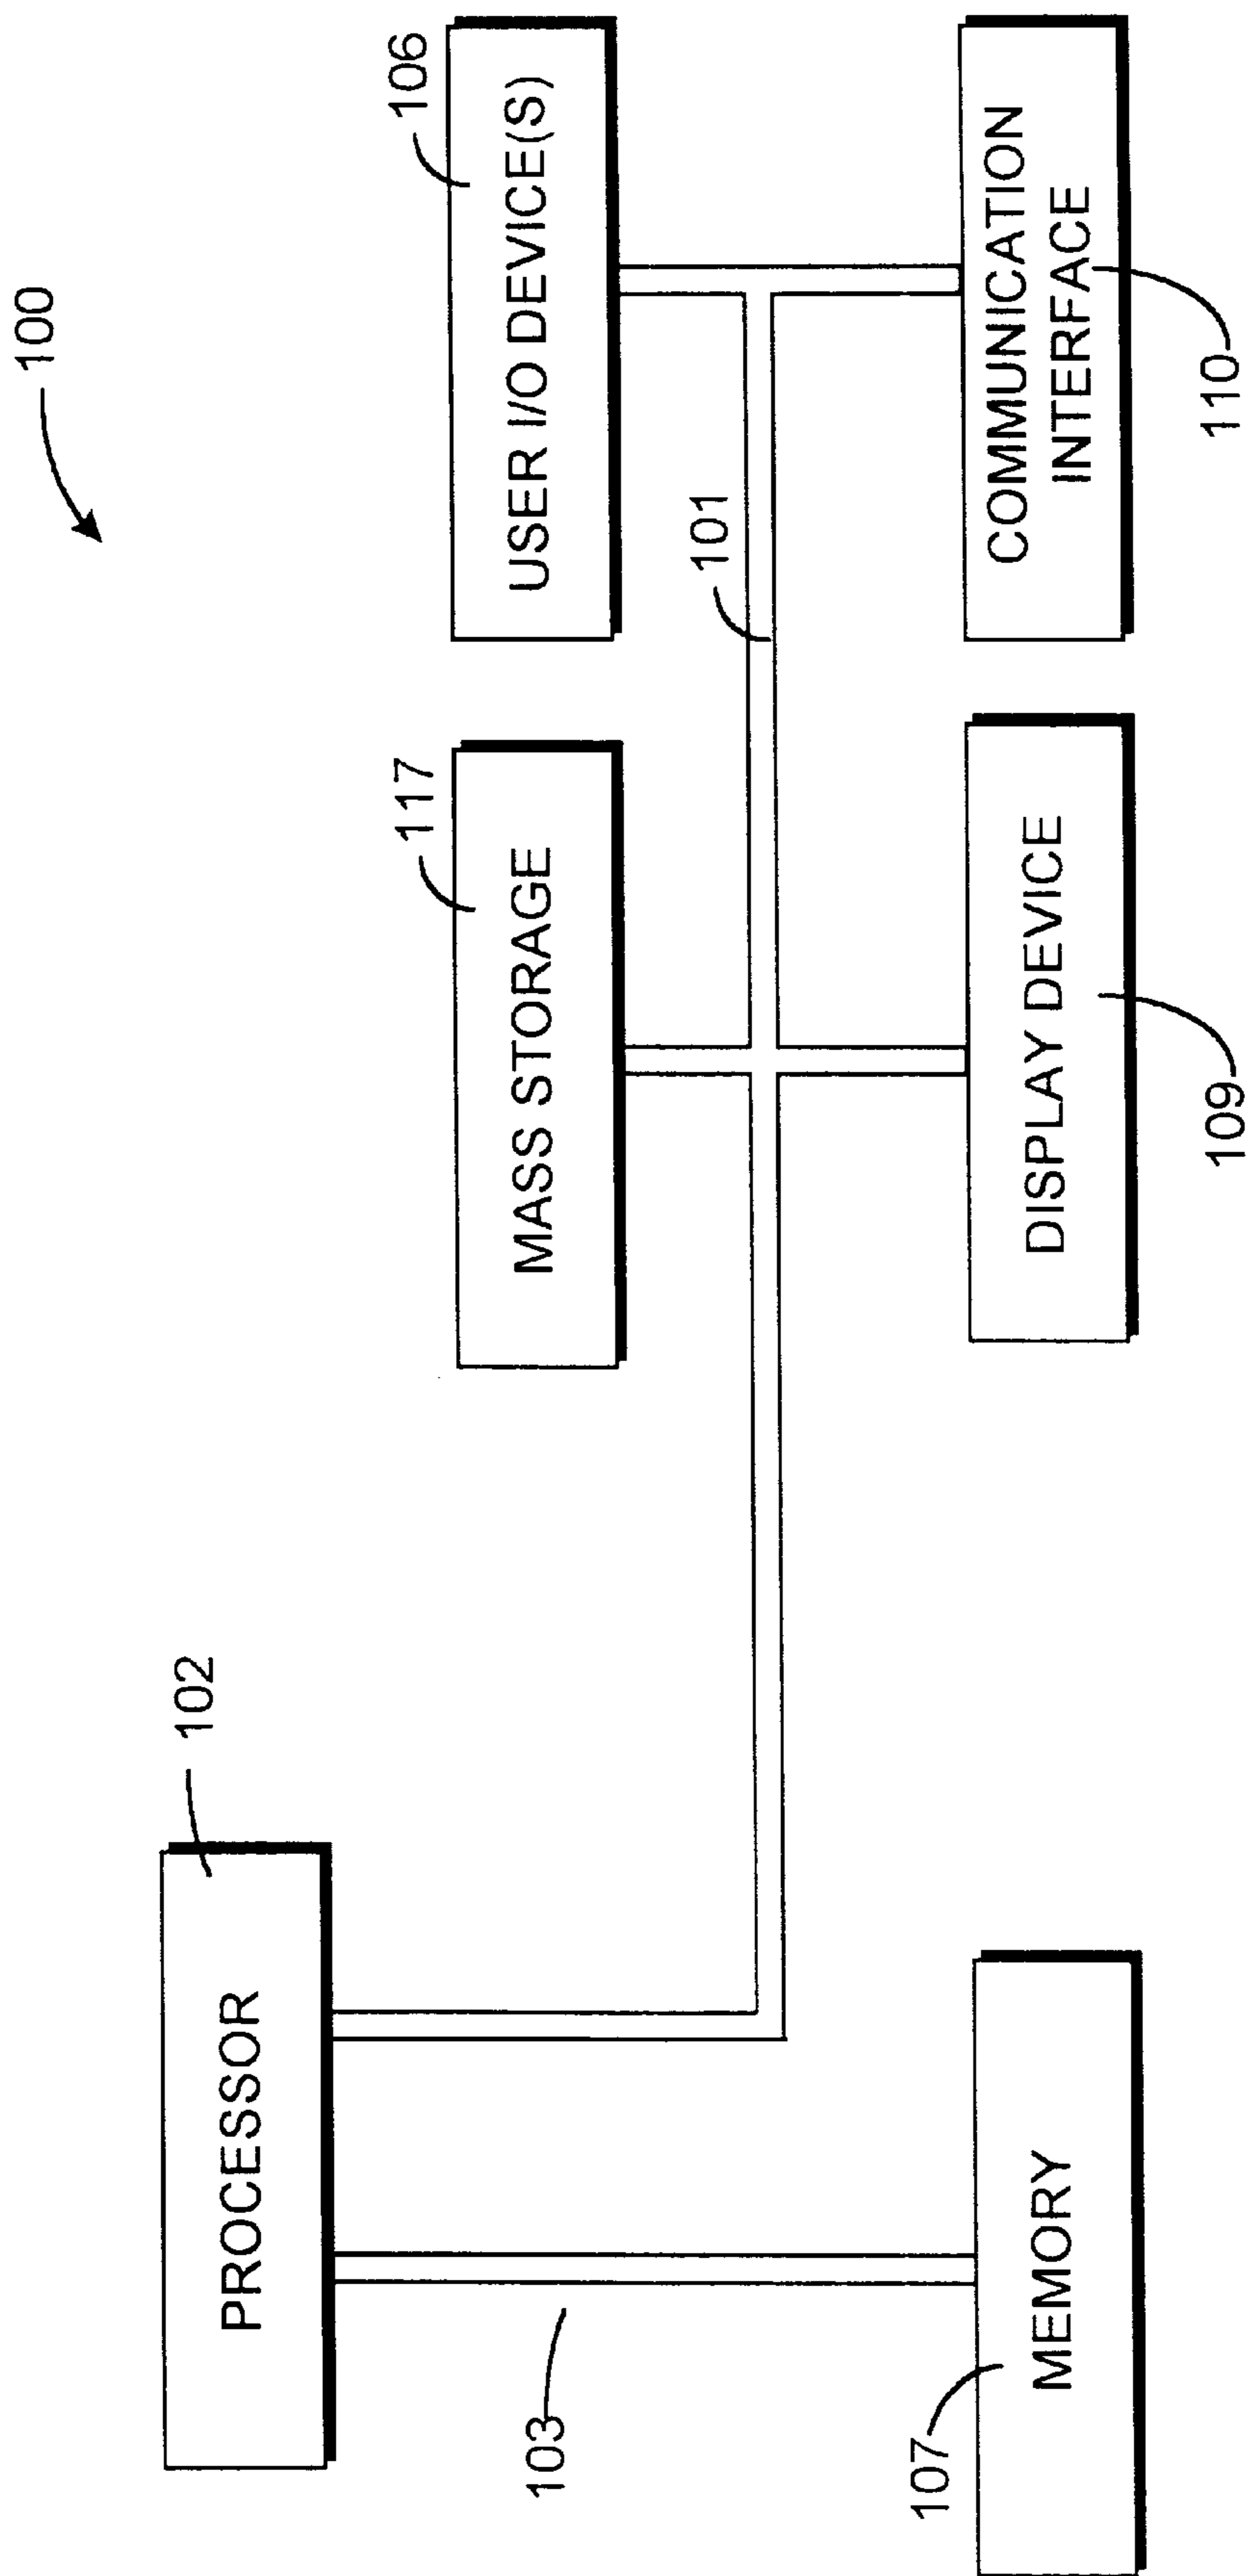 100
PROCESSOR
102
MASS STORAGE
117
USER I/O DEVICE(S)
106
103
101
107
MEMORY
DISPLAY DEVICE
109
COMMUNICATION
INTERFACE
110